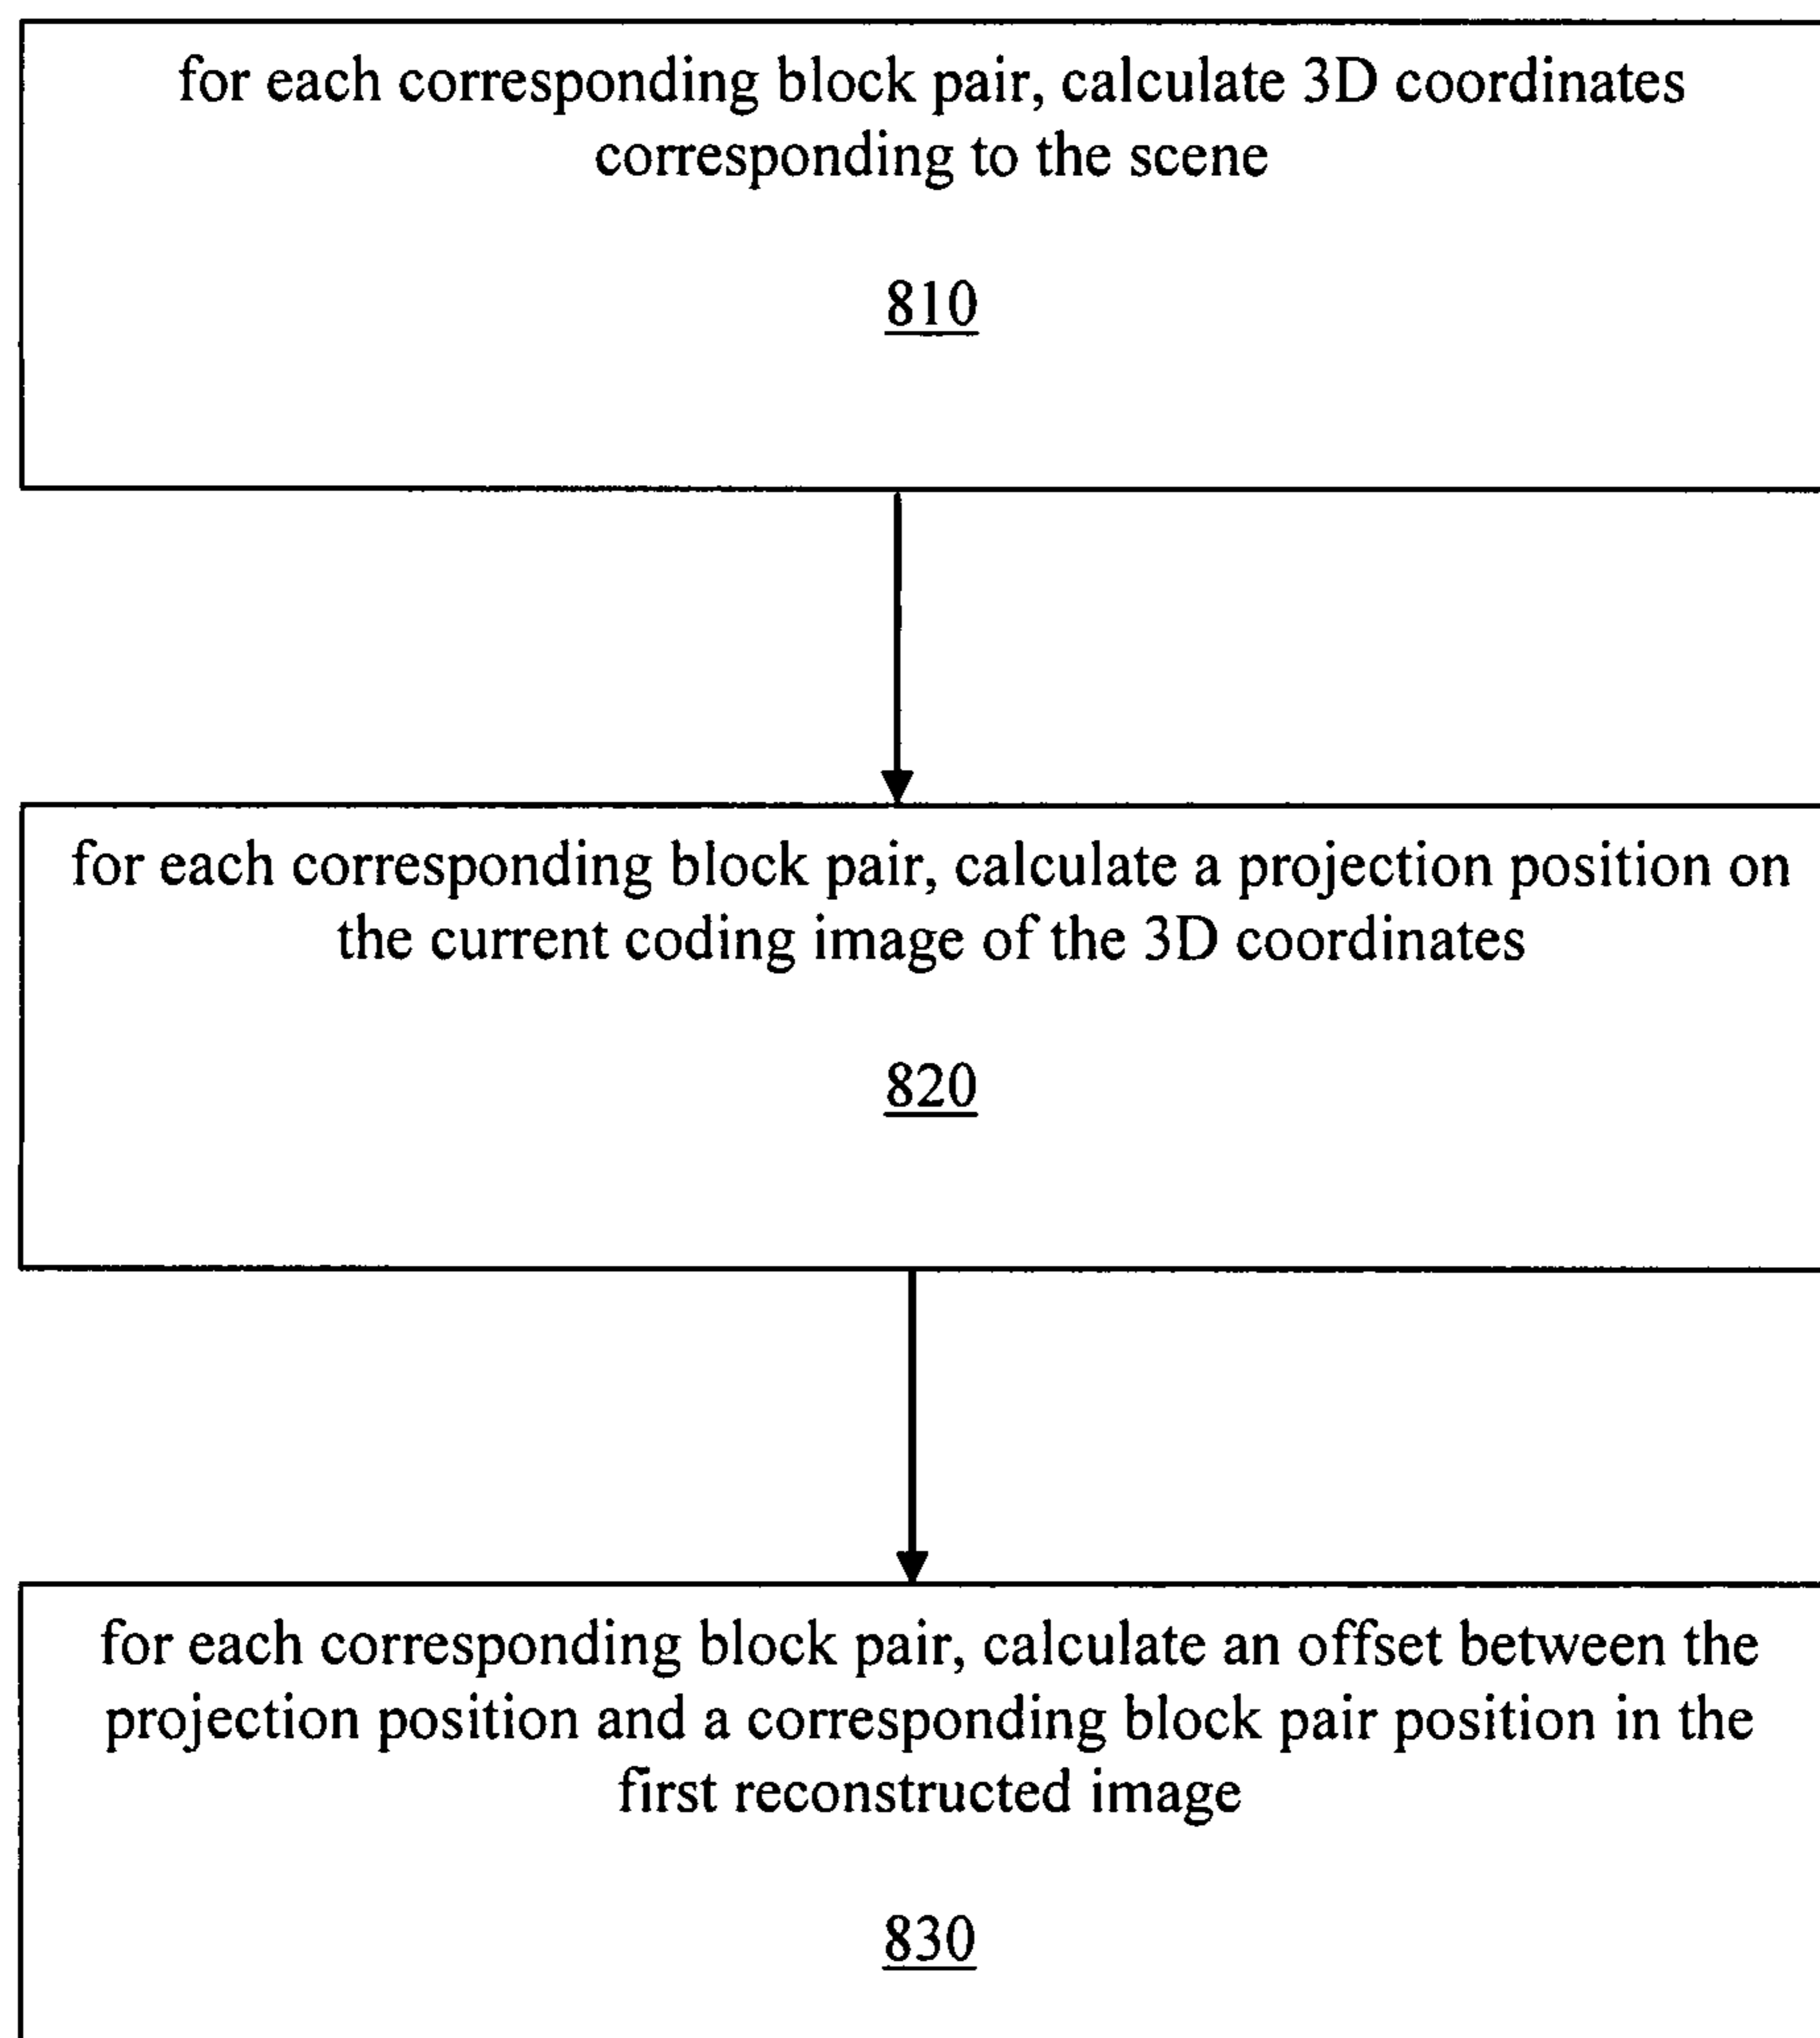 for each corresponding block pair, calculate 3D coordinates
corresponding to the scene
810
for each corresponding block pair, calculate a projection position on
the current coding image of the 3D coordinates
820
for each corresponding block pair, calculate an offset between the
projection position and a corresponding block pair position in the
first reconstructed image
830